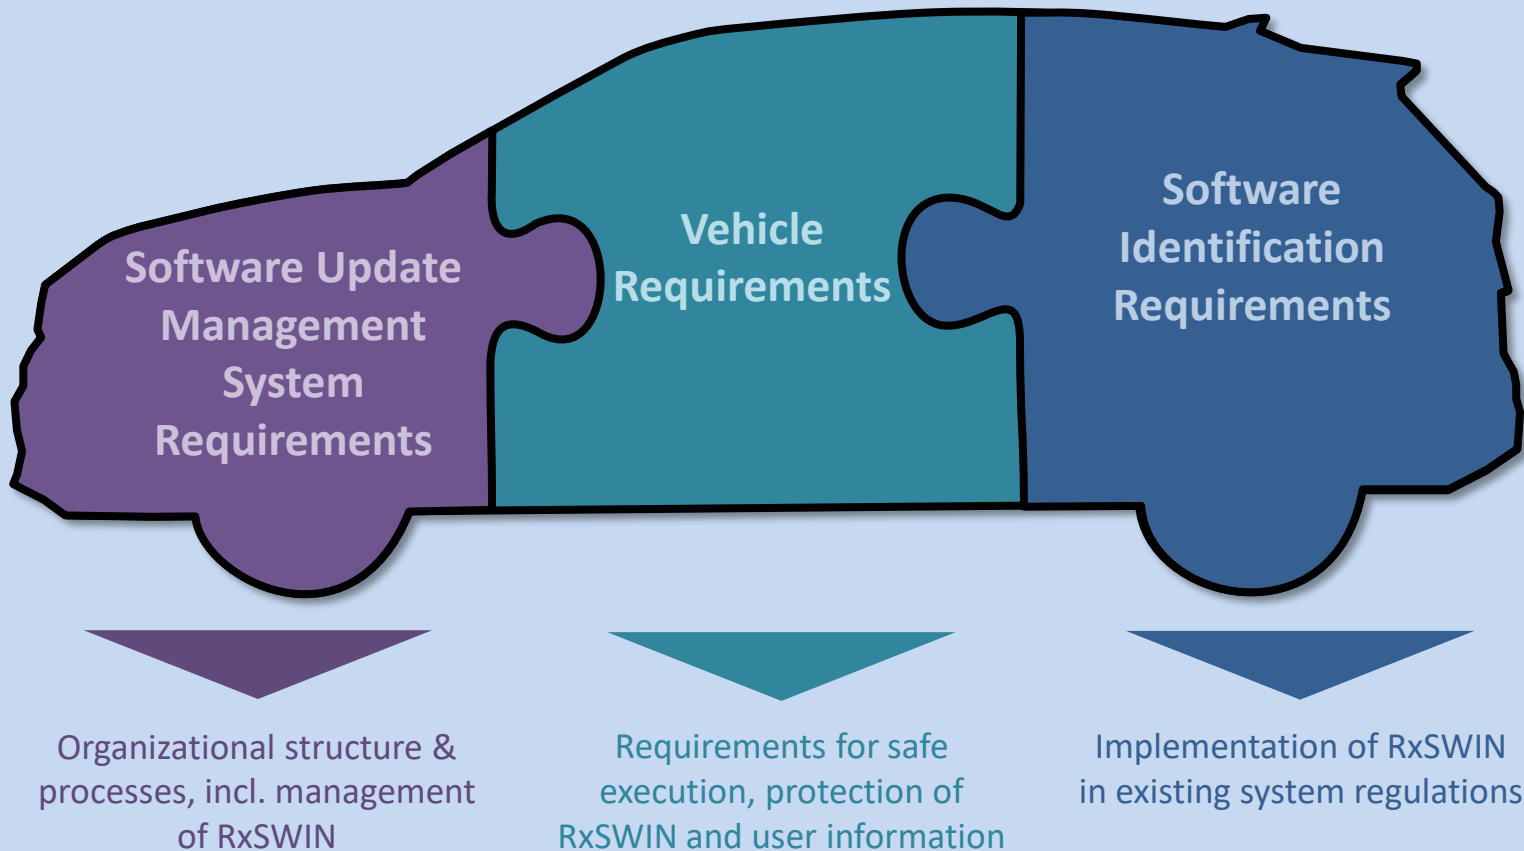 Software Update
Management
System
Requirements
Vehicle
Requirements
Software
Identification
Requirements
Organizational structure &
processes, incl. management
of RxSWIN
Requirements for safe
execution, protection of
RxSWIN and user information
Implementation of RxSWIN
in existing system regulations